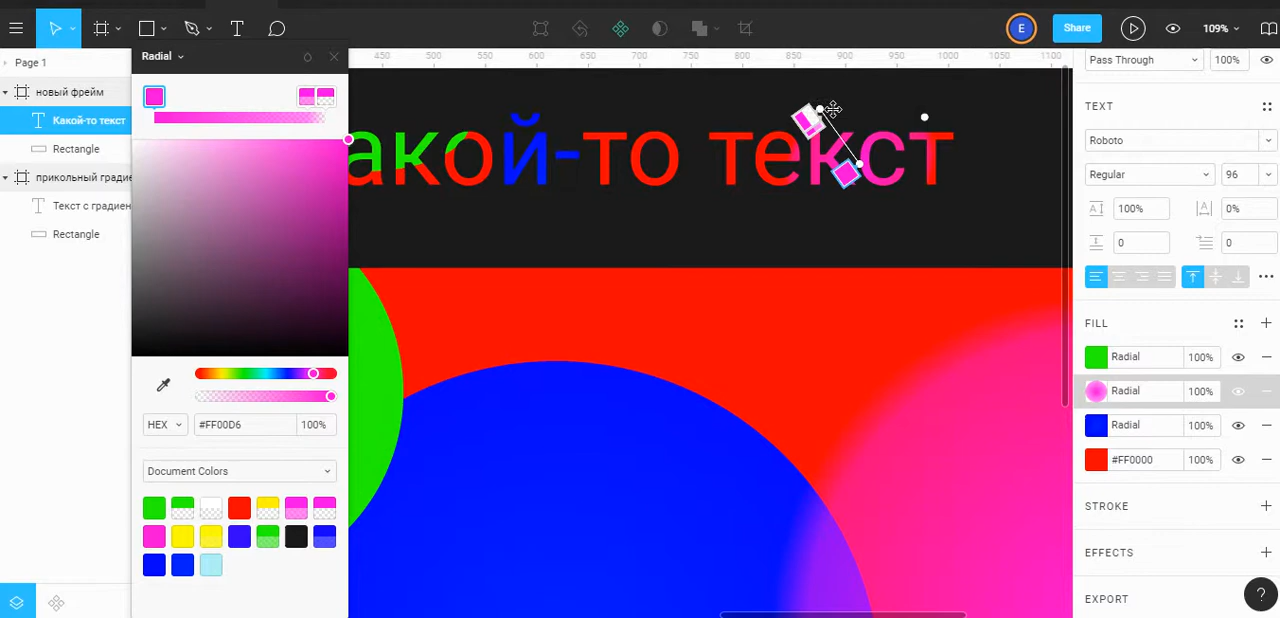 E
Share
109%
Page 1
новый фрейм
Какой-то текст
Rectangle
прикольный градие
Текст с градиен
Rectangle
Radial
HEX
#FF00D6
100%
Document Colors
450
500
550
600
650
700
750
800
850
900
950
1000
1050
1100
акой-то текст
Pass Through
100%
TEXT
Roboto
Regular
96
100%
0%
0
0
FILL
Radial
100%
Radial
100%
Radial
100%
#FF0000
100%
STROKE
EFFECTS
EXPORT
?